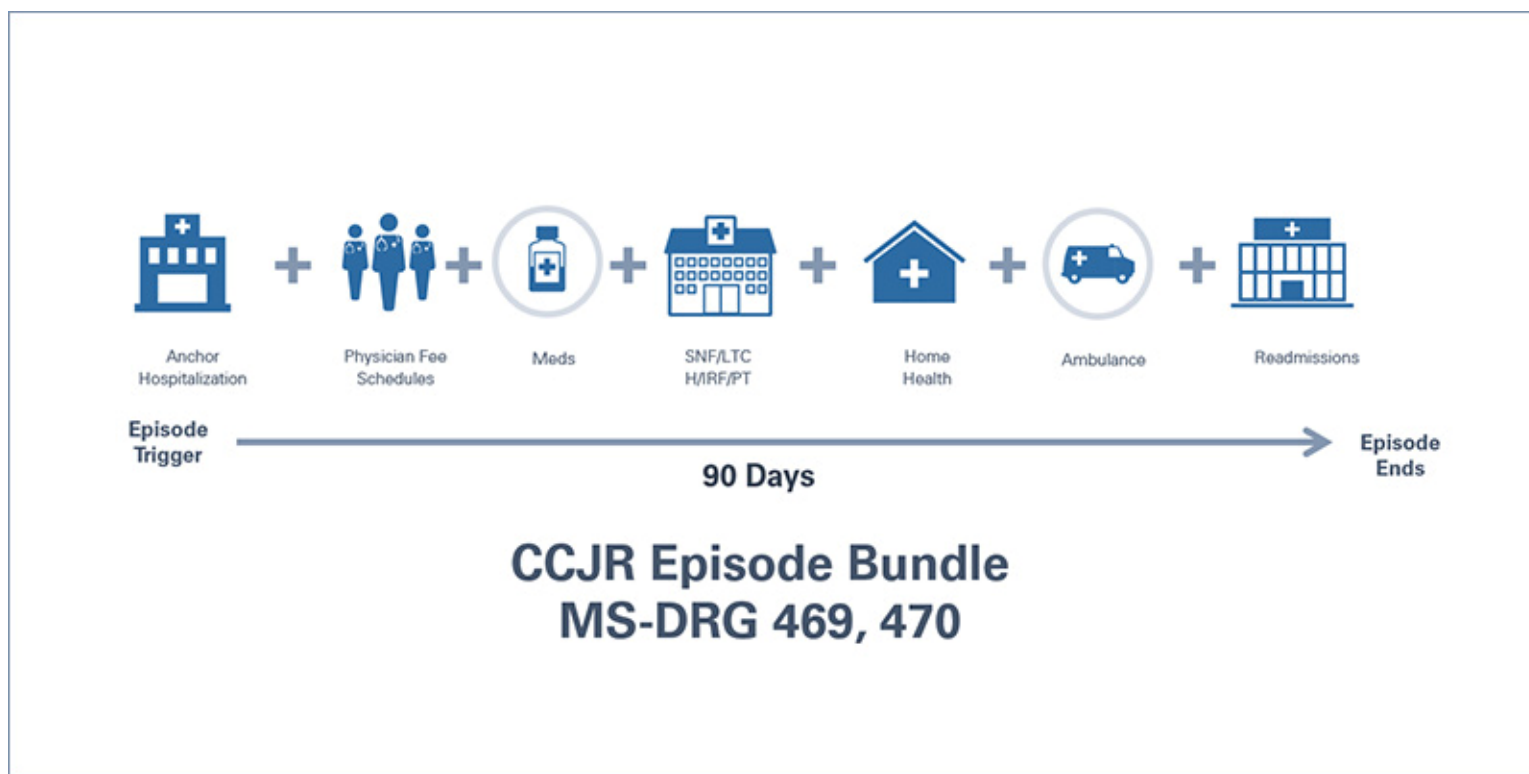 Anchor
Hospitalization
Physician Fee
Schedules
Meds
SNF/LTC
H/IRF/PT
Home
Health
Ambulance
Readmissions
Episode
Trigger
90 Days
Episode
Ends
CCJR Episode Bundle
MS-DRG 469, 470